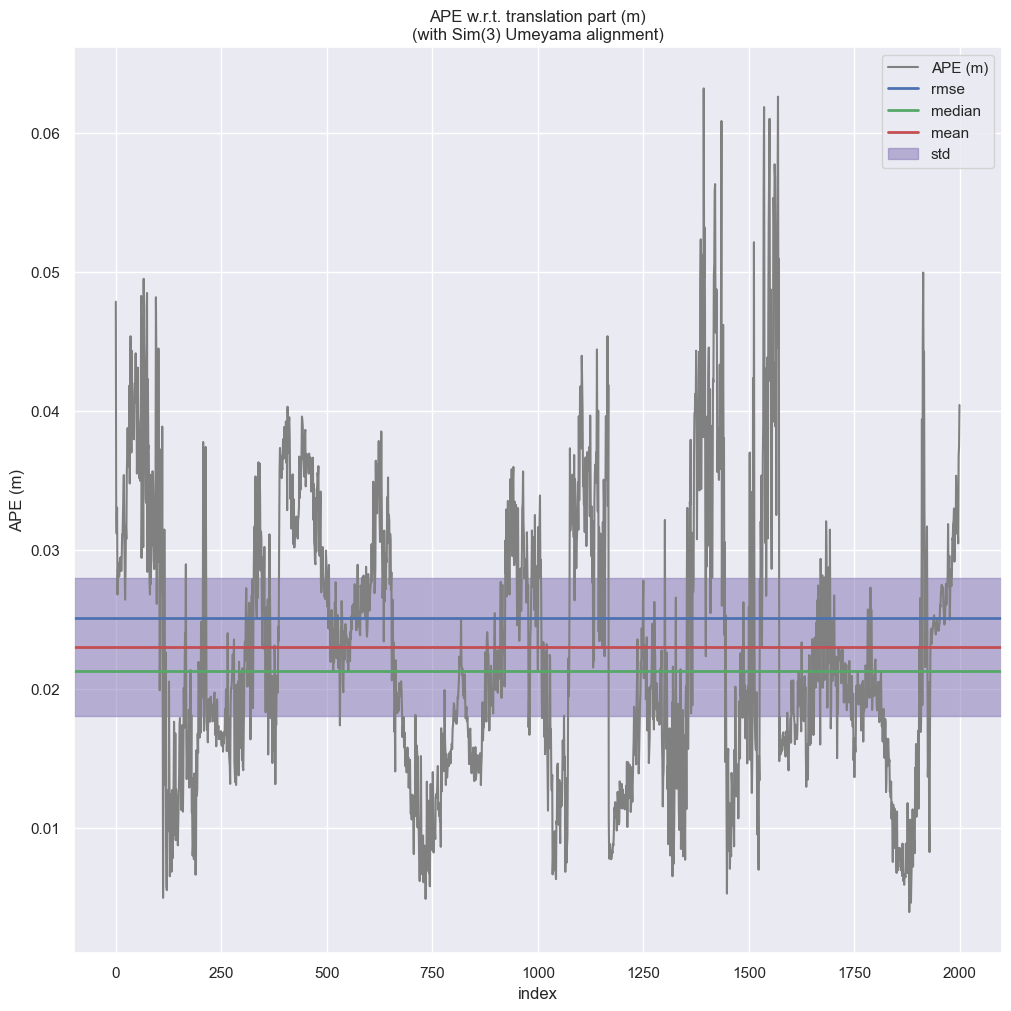 APE w.r.t. translation part (m)
(with Sim(3) Umeyama alignment)
APE (m)
rmse
median
mean
std
APE (m)
0.06
0.05
0.04
0.03
0.02
0.01
0 250 500 750 1000 1250 1500 1750 2000
index